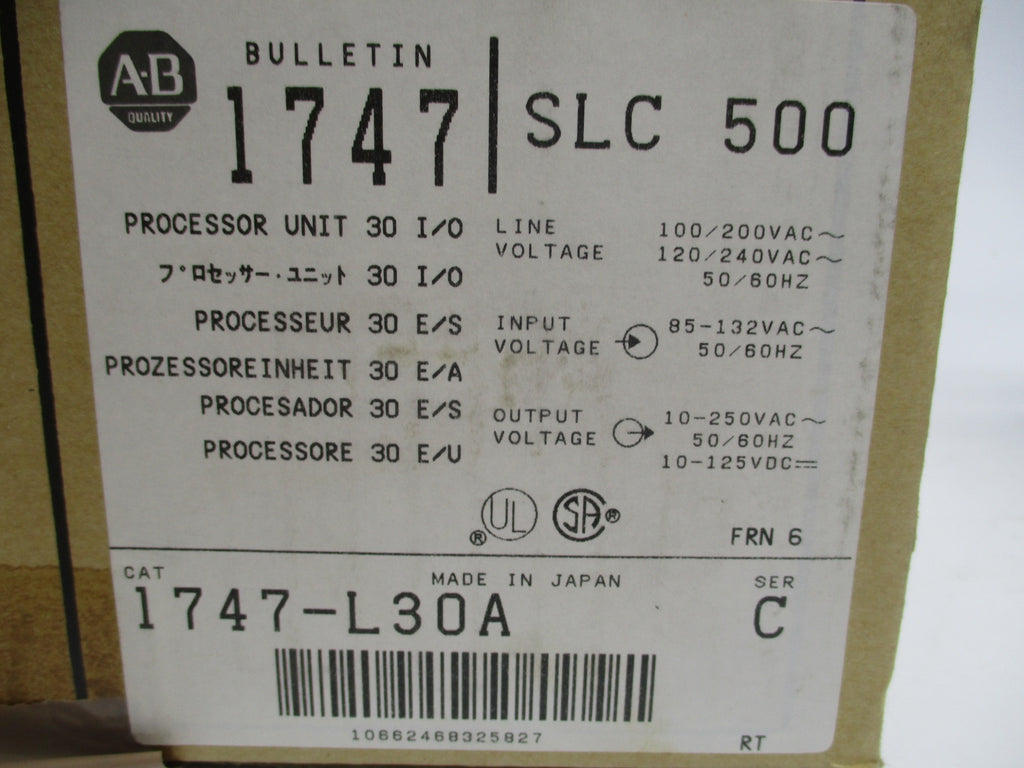 A-B
QUALITY
BULLETIN
1747
SLC 500
PROCESSOR UNIT 30 I/O
プロセッサー・ユニット 30 I/O
PROCESSEUR 30 E/S
PROZESSOREINHEIT 30 E/A
PROCESADOR 30 E/S
PROCESSORE 30 E/U
LINE
VOLTAGE
100/200VAC~
120/240VAC~
50/60HZ
INPUT
VOLTAGE
85-132VAC~
50/60HZ
OUTPUT
VOLTAGE
10-250VAC~
50/60HZ
10-125VDC⎓
®UL
SA®
FRN 6
CAT
MADE IN JAPAN
SER
1747-L30A
C
10662468325827
RT